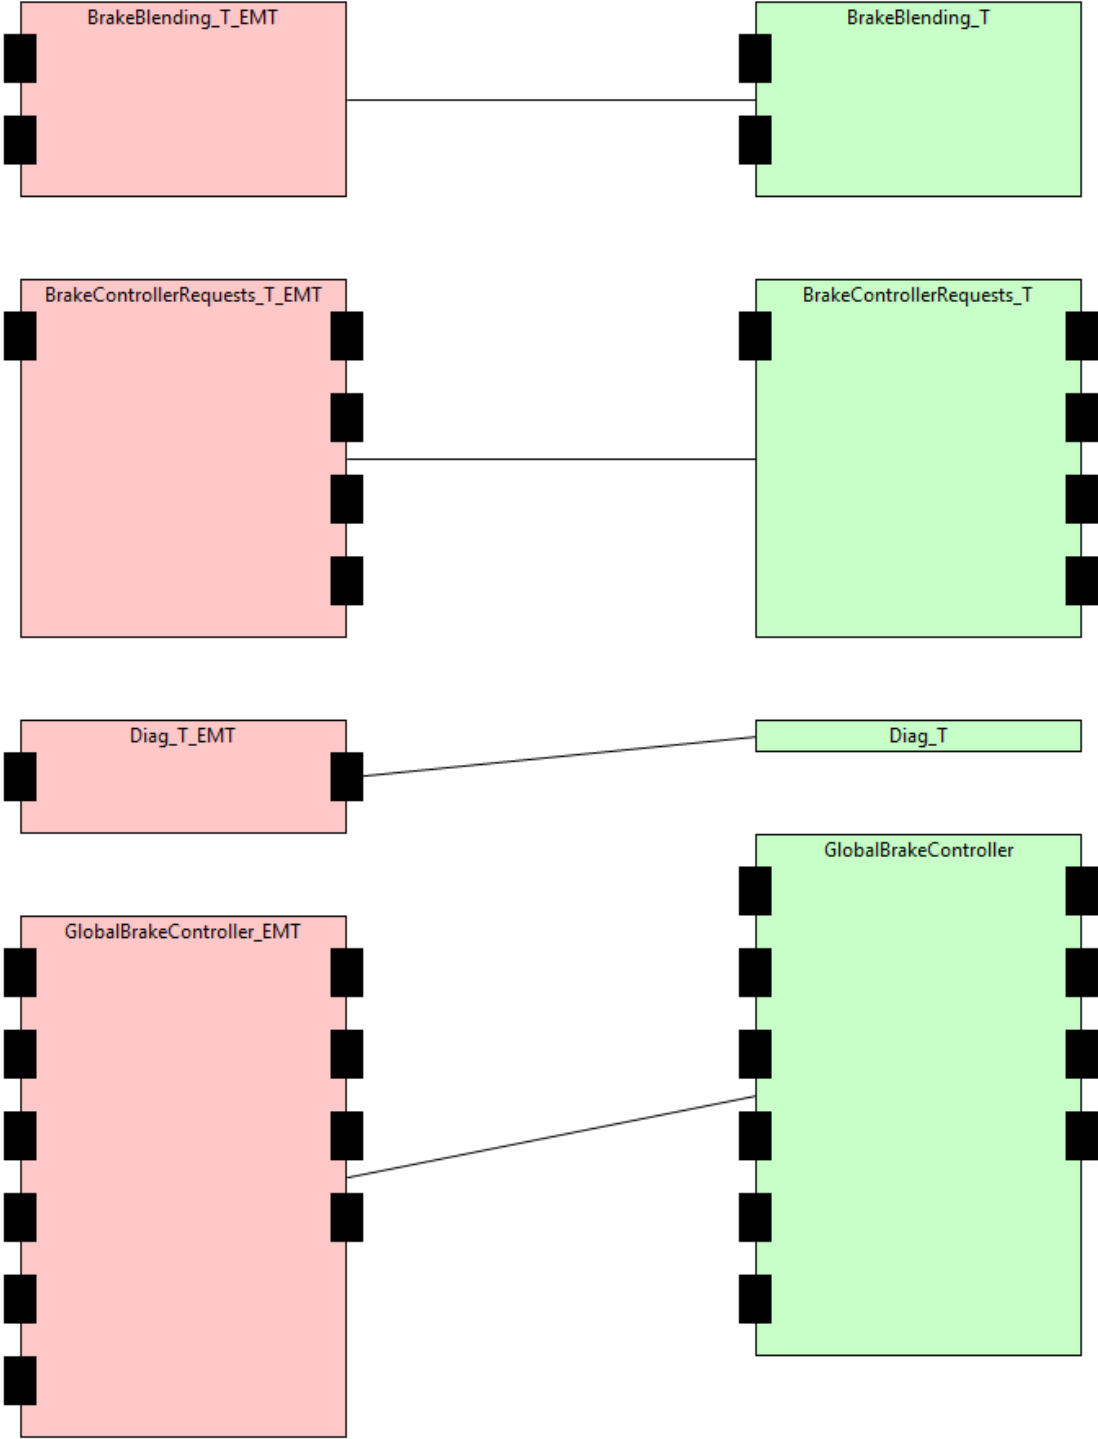 BrakeBlending_T_EMT
BrakeBlending_T
BrakeControllerRequests_T_EMT
BrakeControllerRequests_T
Diag_T_EMT
Diag_T
GlobalBrakeController
GlobalBrakeController_EMT